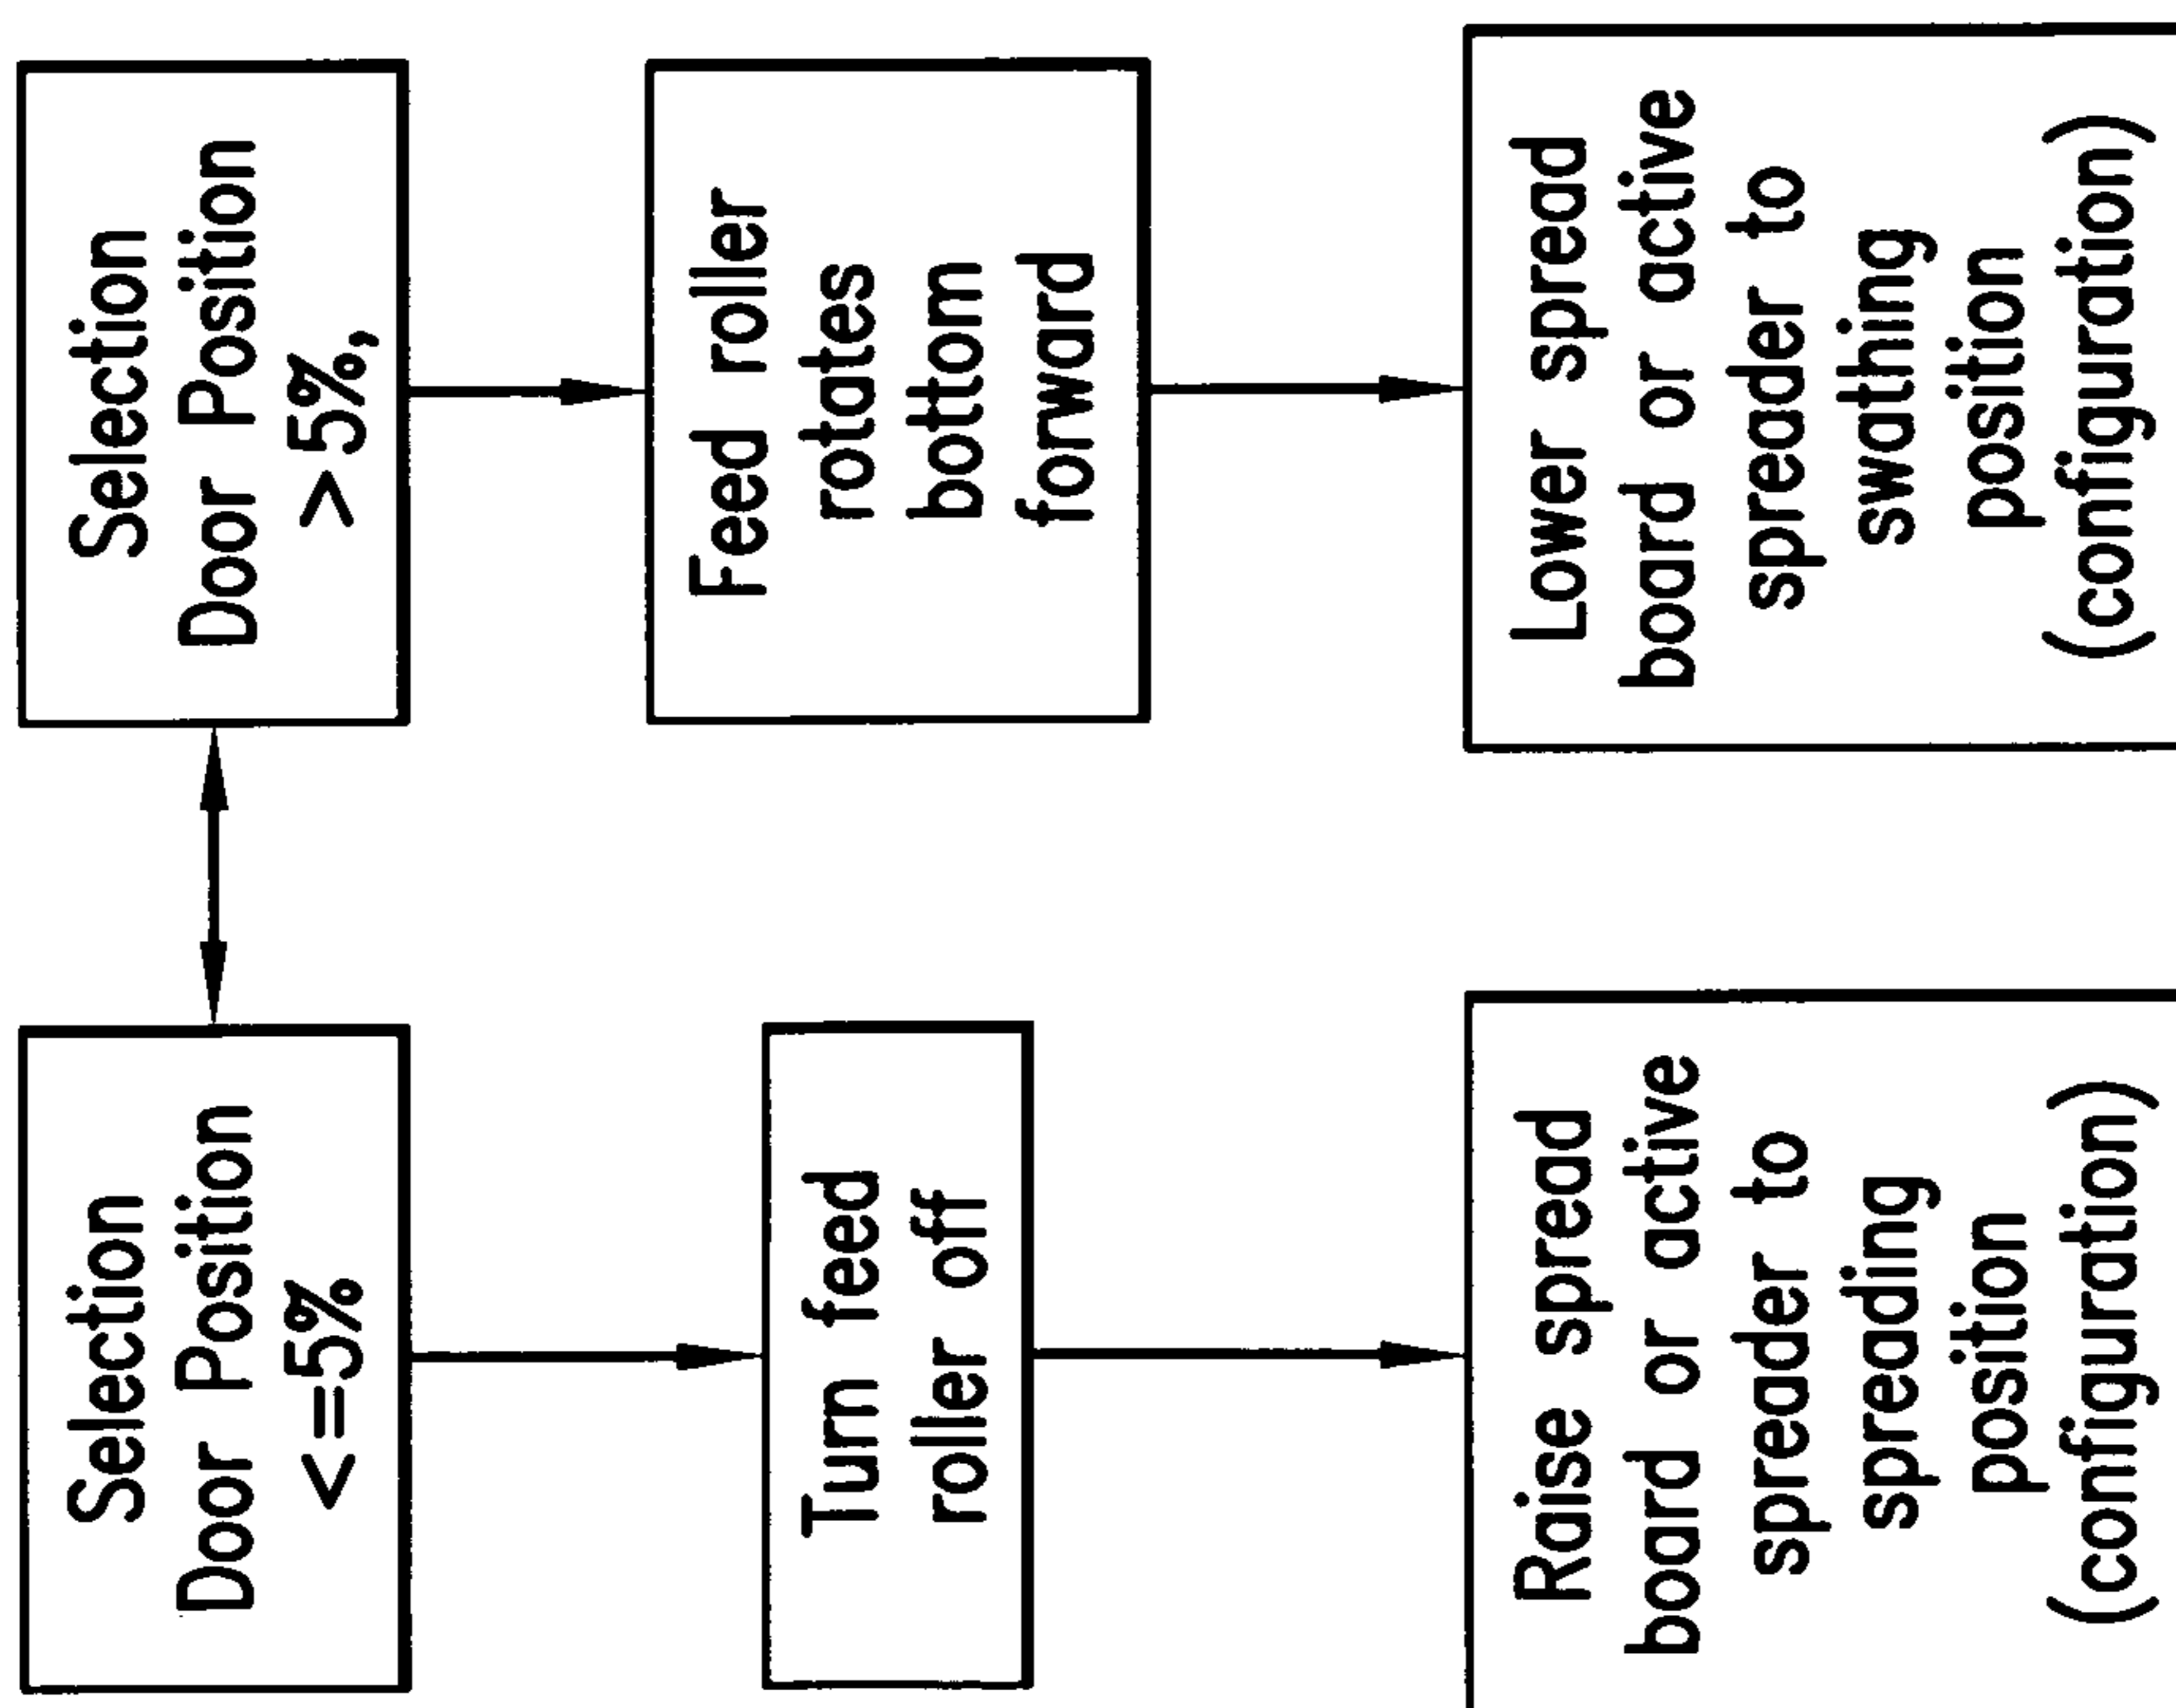 Selection
Door Position
<=5%
Turn feed
roller off
Raise spread
board or active
spreader to
spreading
position
(configuration)
Selection
Door Position
> 5%,
Feed roller
rotates
bottom
forward
Lower spread
board or active
spreader to
swathing
position
(configuration)